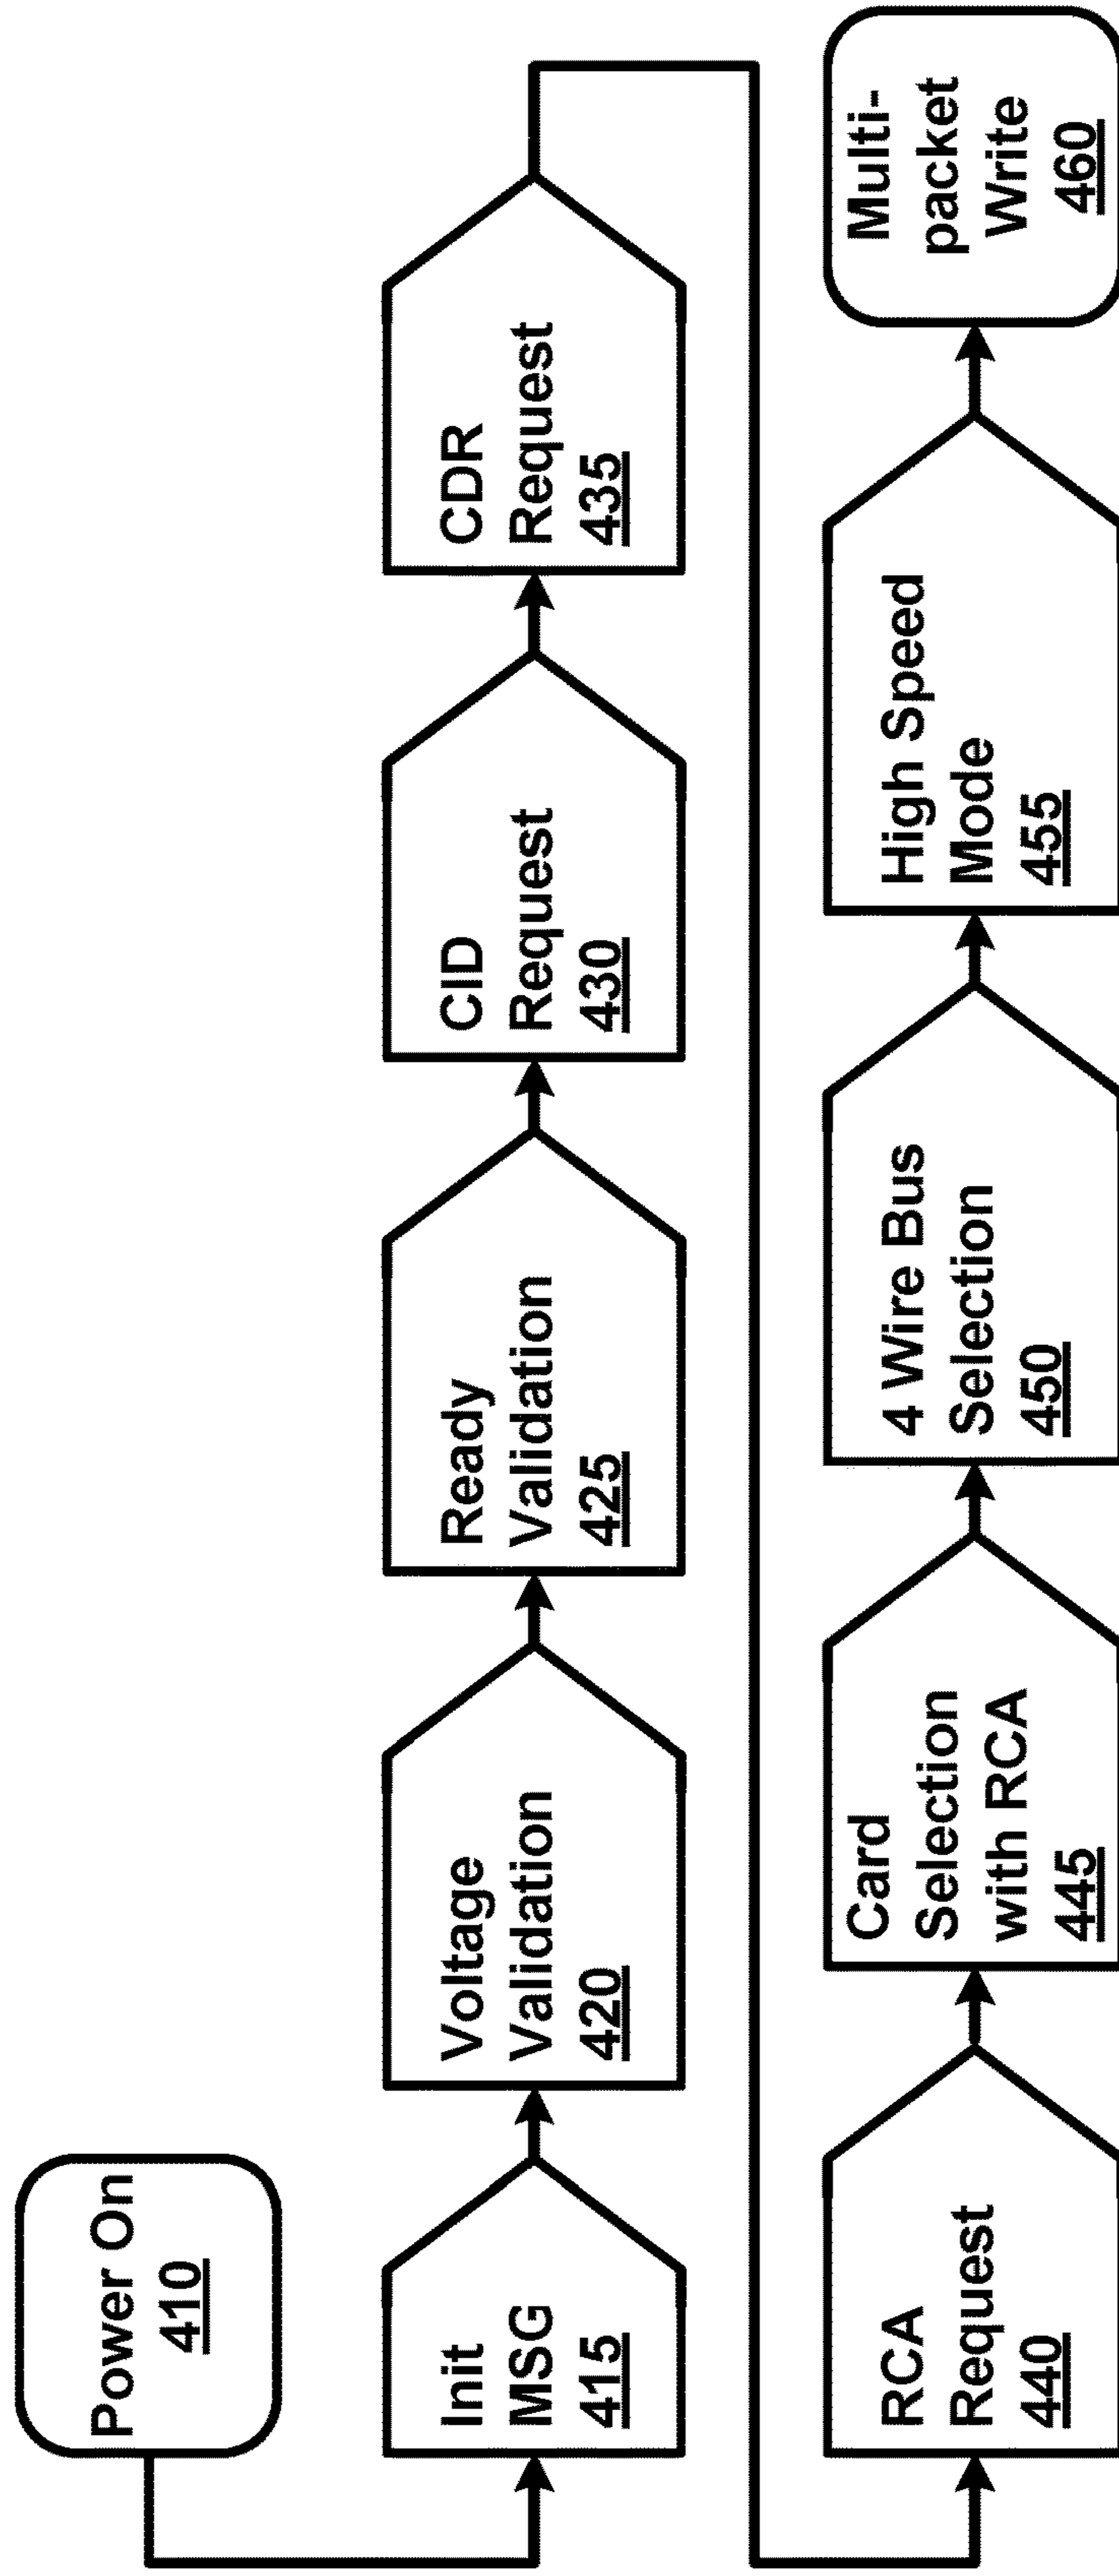 Power On
410
Init
MSG
415
Voltage
Validation
420
Ready
Validation
425
CID
Request
430
CDR
Request
435
RCA
Request
440
Card
Selection
with RCA
445
4 Wire Bus
Selection
450
High Speed
Mode
455
Multi-
packet
Write
460